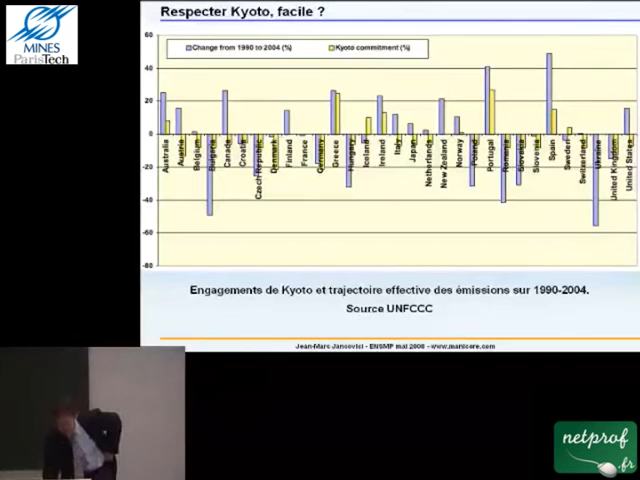 MINES
ParisTech
Respecter Kyoto, facile ?
60
Change from 1990 to 2004 (%)
Kyoto commitment (%)
40
20
0
-20
-40
-60
-80
Australia
Austria
Belgium
Bulgaria
Canada
Croatia
Czech Republic
Denmark
Finland
France
Germany
Greece
Hungary
Iceland
Ireland
Italy
Japan
Netherlands
New Zealand
Norway
Poland
Portugal
Romania
Slovenia
Spain
Sweden
Switzerland
Ukraine
United Kingdom
United States
Engagements de Kyoto et trajectoire effective des émissions sur 1990-2004.
Source UNFCCC
Jean-Marc Jancovici - ENSMP mai 2008 - www.manicore.com
netprof
.fr